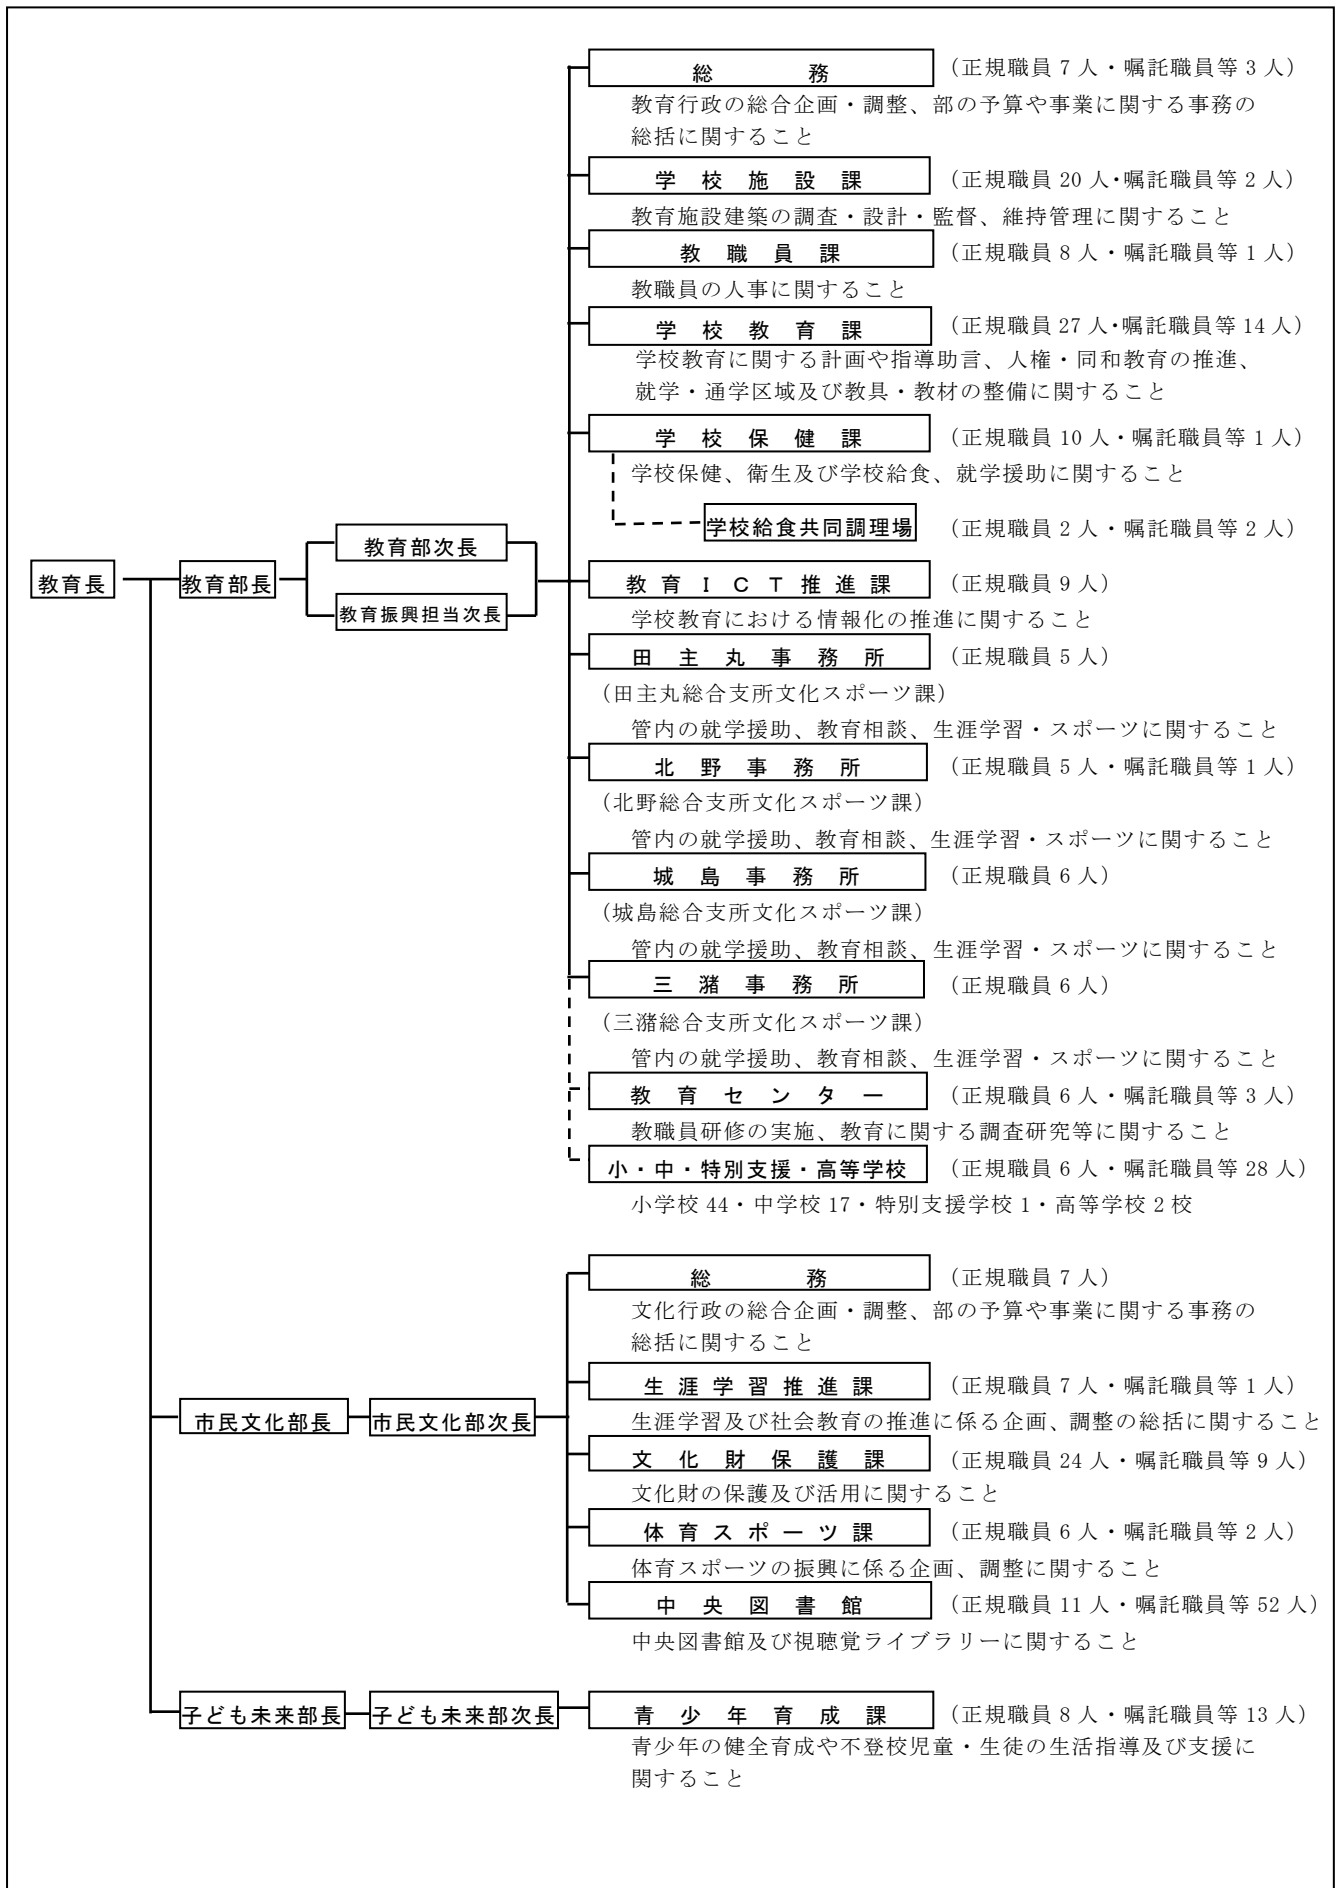 総務
（正規職員 7 人・嘱託職員等 3 人）
教育行政の総合企画・調整、部の予算や事業に関する事務の
総括に関すること
学校施設課
（正規職員 20 人・嘱託職員等 2 人）
教育施設建築の調査・設計・監督、維持管理に関すること
教職員課
（正規職員 8 人・嘱託職員等 1 人）
教職員の人事に関すること
学校教育課
（正規職員 27 人・嘱託職員等 14 人）
学校教育に関する計画や指導助言、人権・同和教育の推進、
就学・通学区域及び教具・教材の整備に関すること
学校保健課
（正規職員 10 人・嘱託職員等 1 人）
学校保健、衛生及び学校給食、就学援助に関すること
学校給食共同調理場
（正規職員 2 人・嘱託職員等 2 人）
教育長
教育部長
教育部次長
教育振興担当次長
教育ＩＣＴ推進課
（正規職員 9 人）
学校教育における情報化の推進に関すること
田主丸事務所
（正規職員 5 人）
（田主丸総合支所文化スポーツ課）
管内の就学援助、教育相談、生涯学習・スポーツに関すること
北野事務所
（正規職員 5 人・嘱託職員等 1 人）
（北野総合支所文化スポーツ課）
管内の就学援助、教育相談、生涯学習・スポーツに関すること
城島事務所
（正規職員 6 人）
（城島総合支所文化スポーツ課）
管内の就学援助、教育相談、生涯学習・スポーツに関すること
三潴事務所
（正規職員 6 人）
（三潴総合支所文化スポーツ課）
管内の就学援助、教育相談、生涯学習・スポーツに関すること
教育センター
（正規職員 6 人・嘱託職員等 3 人）
教職員研修の実施、教育に関する調査研究等に関すること
小・中・特別支援・高等学校
（正規職員 6 人・嘱託職員等 28 人）
小学校 44・中学校 17・特別支援学校 1・高等学校 2 校
総務
（正規職員 7 人）
文化行政の総合企画・調整、部の予算や事業に関する事務の
総括に関すること
生涯学習推進課
（正規職員 7 人・嘱託職員等 1 人）
市民文化部長
市民文化部次長
生涯学習及び社会教育の推進に係る企画、調整の総括に関すること
文化財保護課
（正規職員 24 人・嘱託職員等 9 人）
文化財の保護及び活用に関すること
体育スポーツ課
（正規職員 6 人・嘱託職員等 2 人）
体育スポーツの振興に係る企画、調整に関すること
中央図書館
（正規職員 11 人・嘱託職員等 52 人）
中央図書館及び視聴覚ライブラリーに関すること
子ども未来部長
子ども未来部次長
青少年育成課
（正規職員 8 人・嘱託職員等 13 人）
青少年の健全育成や不登校児童・生徒の生活指導及び支援に
関すること